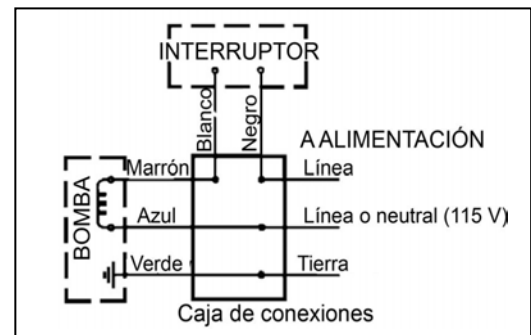 INTERRUPTOR
Blanco
Negro
A ALIMENTACIÓN
Marrón
Línea
BOMBA
Azul
Línea o neutral (115 V)
Verde
Tierra
Caja de conexiones